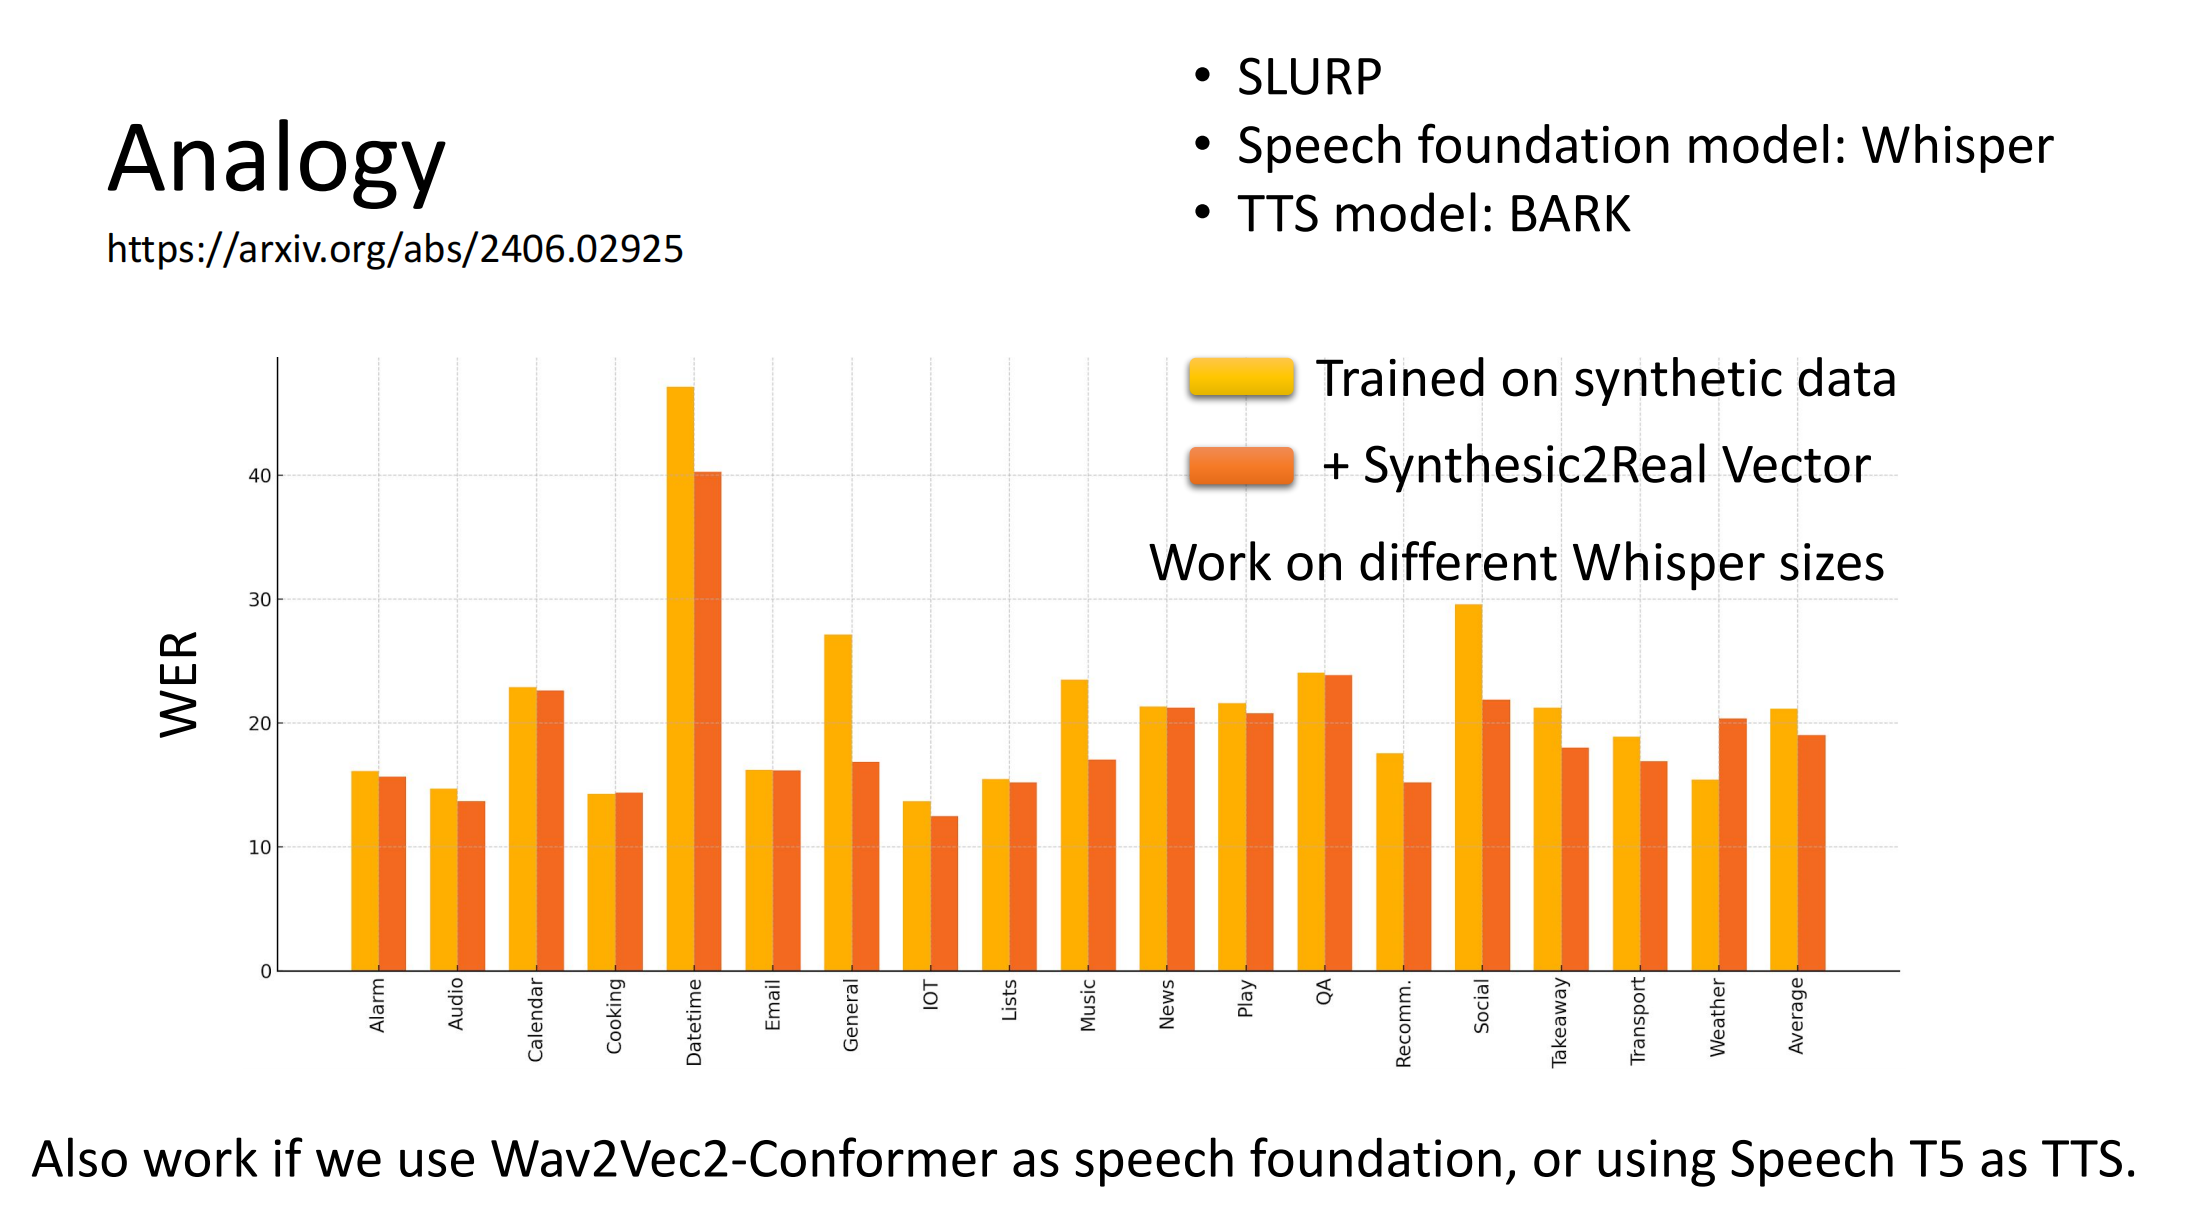 Analogy
https://arxiv.org/abs/2406.02925
• SLURP
• Speech foundation model: Whisper
• TTS model: BARK
Trained on synthetic data
+ Synthesic2Real Vector
Work on different Whisper sizes
WER
40
30
20
10
0
Alarm
Audio
Calendar
Cooking
Datetime
Email
General
IOT
Lists
Music
News
Play
QA
Recomm.
Social
Takeaway
Transport
Weather
Average
Also work if we use Wav2Vec2-Conformer as speech foundation, or using Speech T5 as TTS.